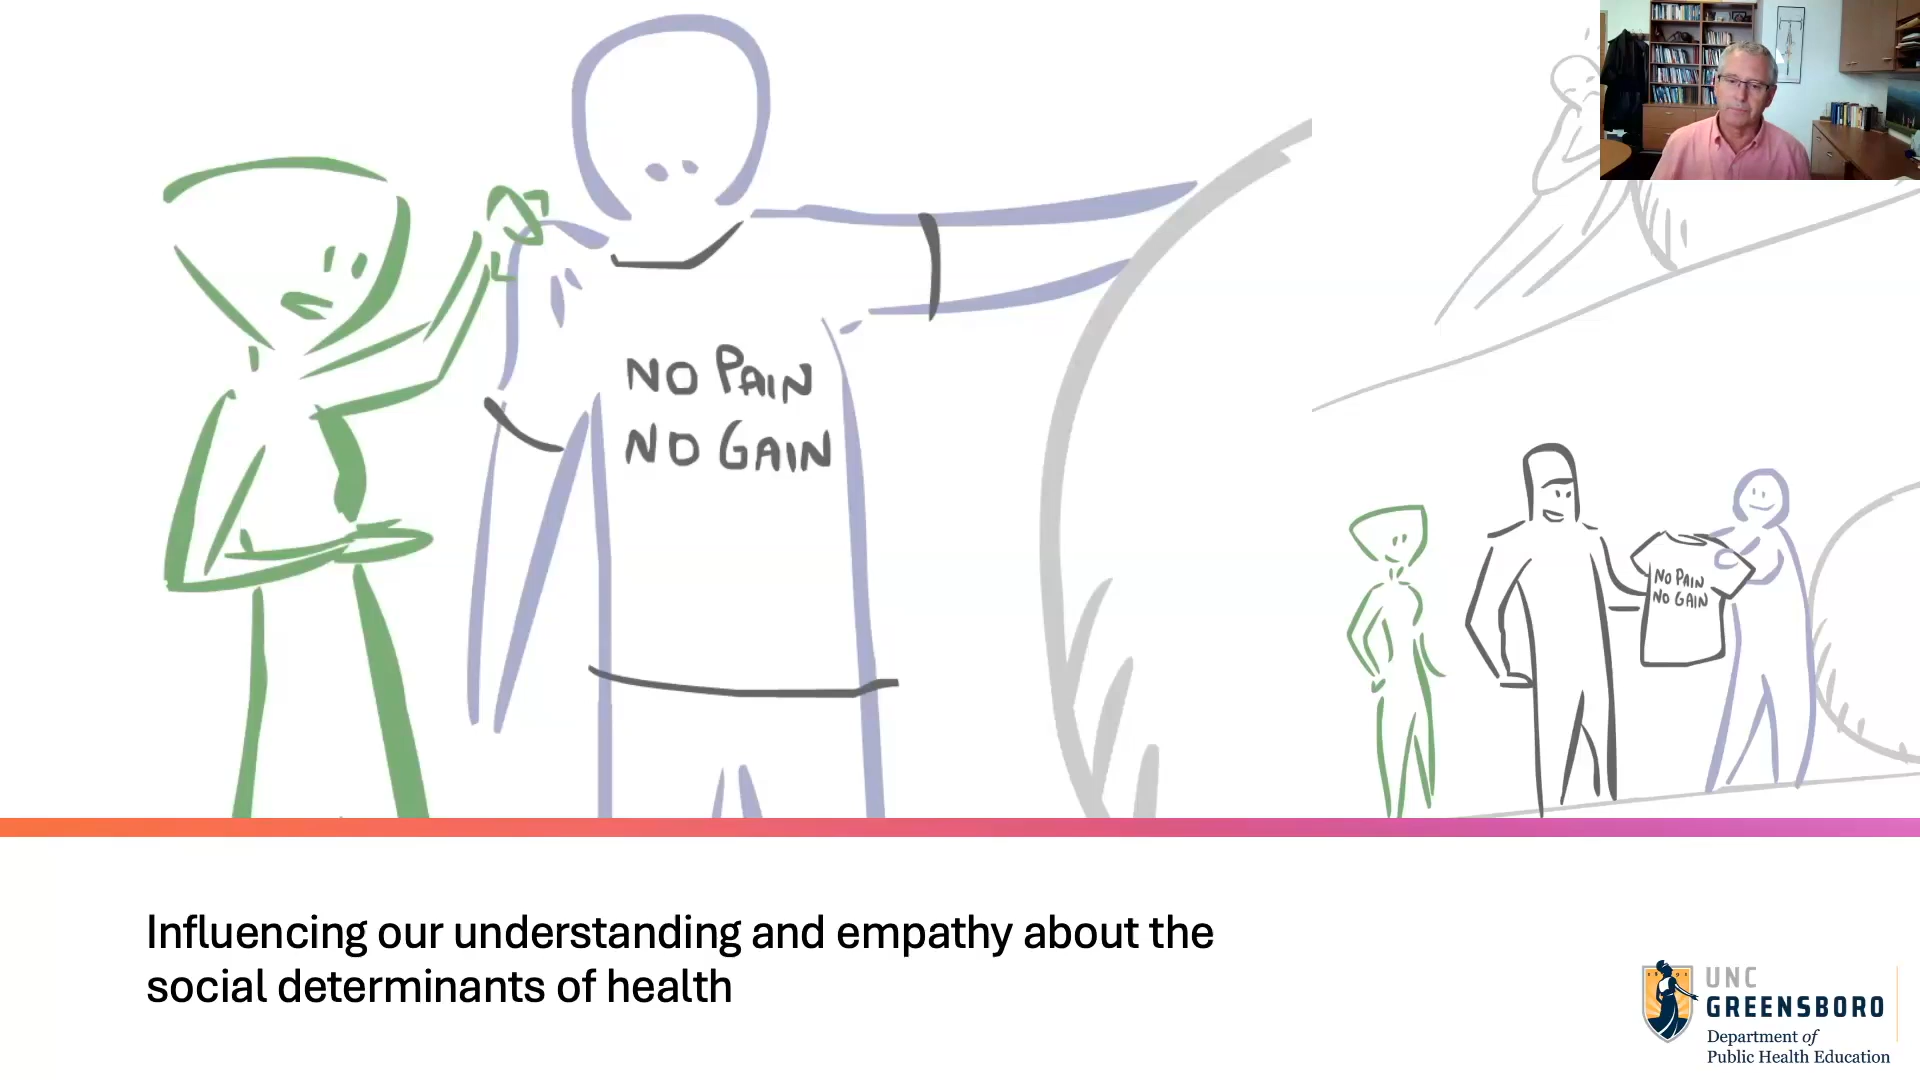 NO PAIN
NO GAIN
NO PAIN
NO GAIN
Influencing our understanding and empathy about the
social determinants of health
UNC
GREENSBORO
Department of
Public Health Education